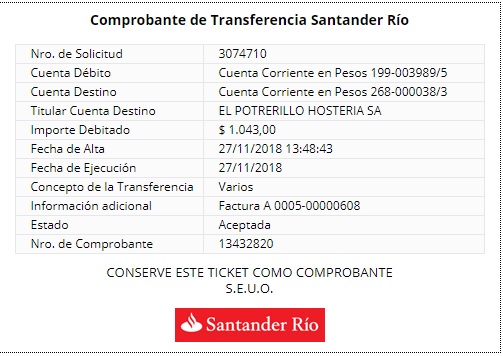 Comprobante de Transferencia Santander Río
Nro. de Solicitud 3074710
Cuenta Débito Cuenta Corriente en Pesos 199-003989/5
Cuenta Destino Cuenta Corriente en Pesos 268-000038/3
Titular Cuenta Destino EL POTRERILLO HOSTERIA SA
Importe Debitado $ 1.043,00
Fecha de Alta 27/11/2018 13:48:43
Fecha de Ejecución 27/11/2018
Concepto de la Transferencia Varios
Información adicional Factura A 0005-00000608
Estado Aceptada
Nro. de Comprobante 13432820
CONSERVE ESTE TICKET COMO COMPROBANTE
S.E.U.O.
Santander Río